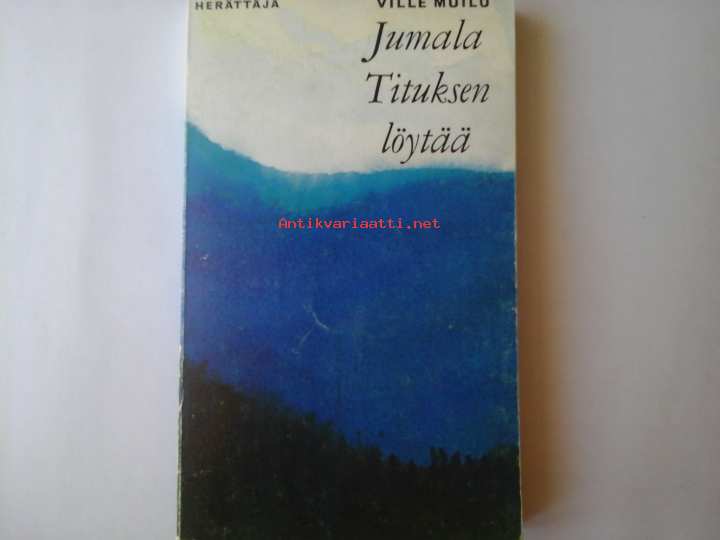 HERÄTTÄJÄ
VILLE MUILU
Jumala
Tituksen
löytää
Antikvariaatti.net